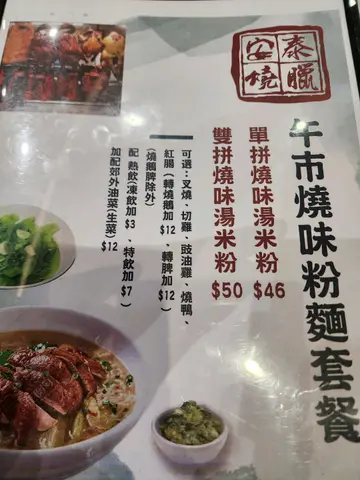 泰安燒臘
午市燒味粉麵套餐
單拼燒味湯米粉 $46
雙拼燒味湯米粉 $50
可選：叉燒、切雞、豉油雞、燒鴨、
紅腸（轉燒鵝加$12、轉髀加$12）
（燒鵝髀除外）
配熱飲（凍飲加$3、特飲加$7）
加配郊外油菜（生菜）$12